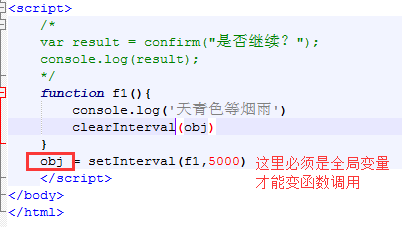 <script>
/*
var result = confirm("是否继续？");
console.log(result);
*/
function f1(){
console.log('天青色等烟雨')
clearInterval(obj)
}
obj = setInterval(f1,5000) 这里必须是全局变量
才能变函数调用
</script>
</body>
</html>